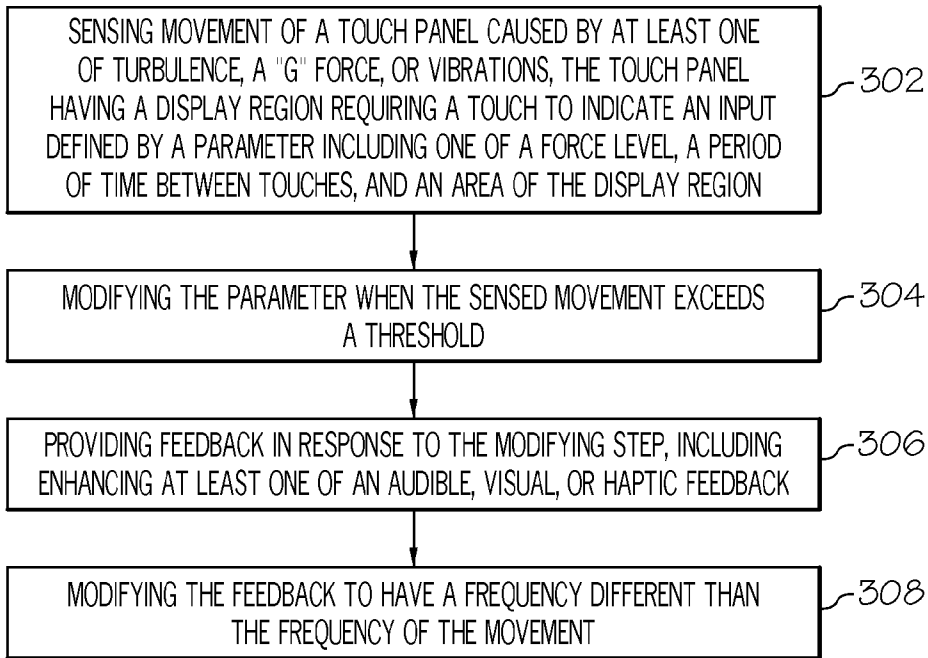 SENSING MOVEMENT OF A TOUCH PANEL CAUSED BY AT LEAST ONE
OF TURBULENCE, A "G" FORCE, OR VIBRATIONS, THE TOUCH PANEL
HAVING A DISPLAY REGION REQUIRING A TOUCH TO INDICATE AN INPUT
DEFINED BY A PARAMETER INCLUDING ONE OF A FORCE LEVEL, A PERIOD
OF TIME BETWEEN TOUCHES, AND AN AREA OF THE DISPLAY REGION
302
MODIFYING THE PARAMETER WHEN THE SENSED MOVEMENT EXCEEDS
A THRESHOLD
304
PROVIDING FEEDBACK IN RESPONSE TO THE MODIFYING STEP, INCLUDING
ENHANCING AT LEAST ONE OF AN AUDIBLE, VISUAL, OR HAPTIC FEEDBACK
306
MODIFYING THE FEEDBACK TO HAVE A FREQUENCY DIFFERENT THAN
THE FREQUENCY OF THE MOVEMENT
308